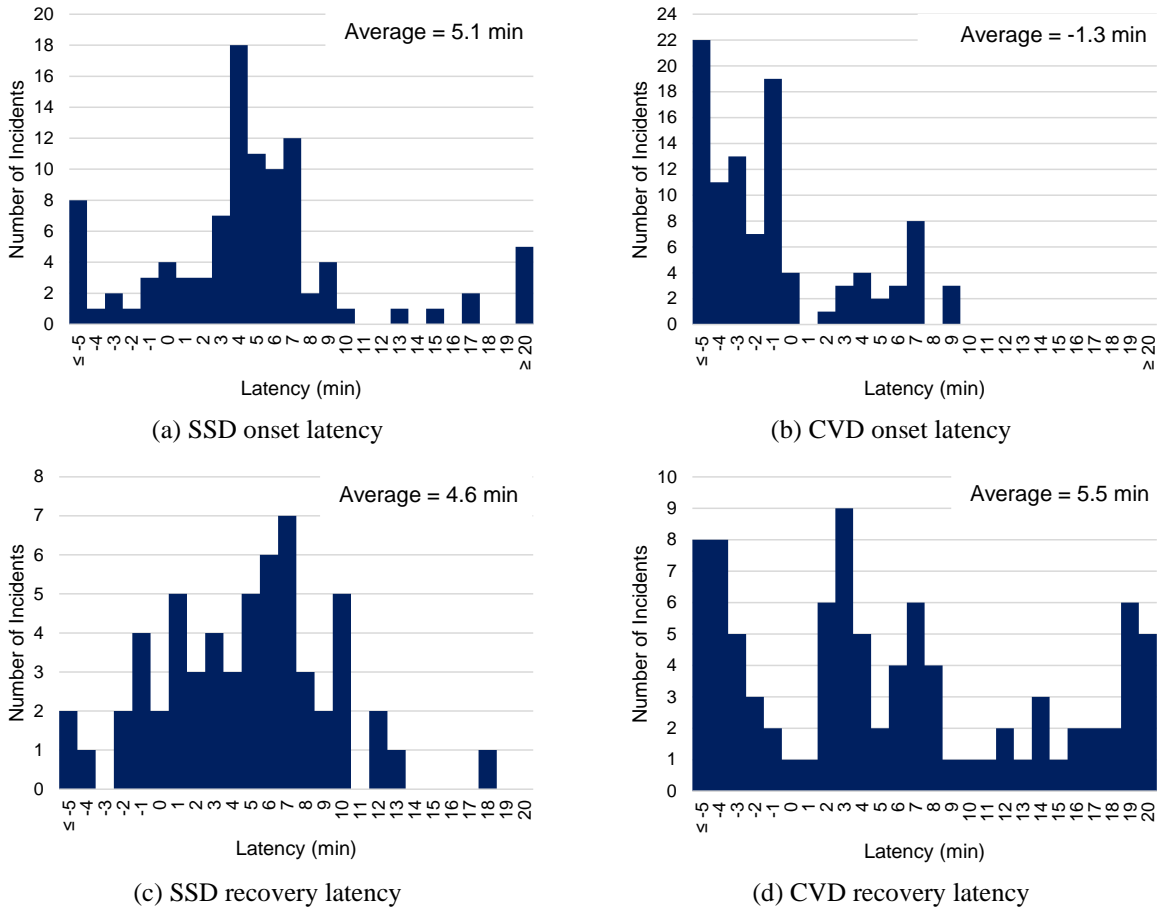 Average = 5.1 min
Number of Incidents
20
18
16
14
12
10
8
6
4
2
0
≤ -5 -4 -3 -2 -1 0 1 2 3 4 5 6 7 8 9 10 11 12 13 14 15 16 17 18 19 ≥ 20
Latency (min)
(a) SSD onset latency
Average = -1.3 min
Number of Incidents
24
22
20
18
16
14
12
10
8
6
4
2
0
≤ -5 -4 -3 -2 -1 0 1 2 3 4 5 6 7 8 9 10 11 12 13 14 15 16 17 18 19 ≥ 20
Latency (min)
(b) CVD onset latency
Average = 4.6 min
Number of Incidents
8
7
6
5
4
3
2
1
0
≤ -5 -4 -3 -2 -1 0 1 2 3 4 5 6 7 8 9 10 11 12 13 14 15 16 17 18 19 20
Latency (min)
(c) SSD recovery latency
Average = 5.5 min
Number of Incidents
10
9
8
7
6
5
4
3
2
1
0
≤ -5 -4 -3 -2 -1 0 1 2 3 4 5 6 7 8 9 10 11 12 13 14 15 16 17 18 19 20
Latency (min)
(d) CVD recovery latency